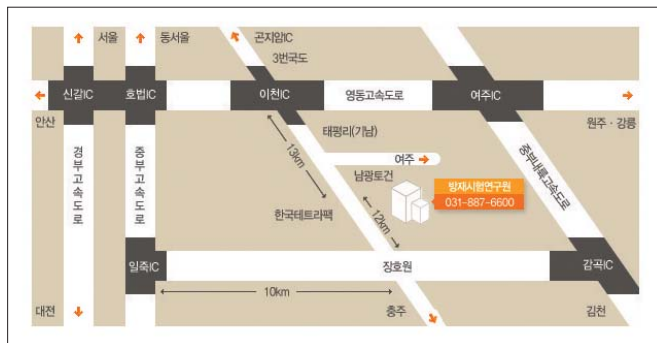 서울
동서울
곤지암IC
3번국도
신갈IC
호법IC
이천IC
영동고속도로
여주IC
안산
원주 · 강릉
태평리(기남)
13km
여주
경부고속도로
중부고속도로
중부내륙고속도로
남광토건
방재시험연구원
031-887-6600
한국테트라팩
12km
일죽IC
장호원
감곡IC
10km
대전
충주
김천